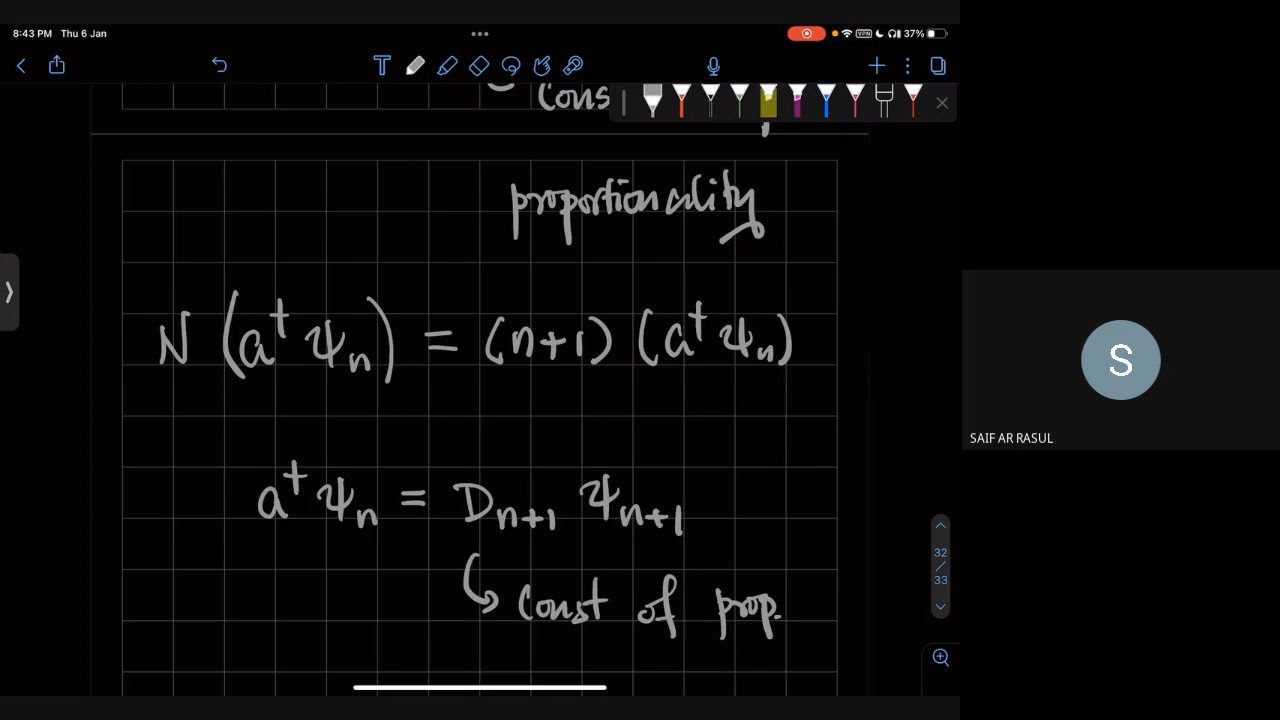 8:43 PM Thu 6 Jan
VPN 37%
T
Cons
proportionality
N (a† ψₙ) = (n+1) (a† ψₙ)
a† ψₙ = Dₙ₊₁ ψₙ₊₁
const of prop.
32
/
33
S
SAIF AR RASUL